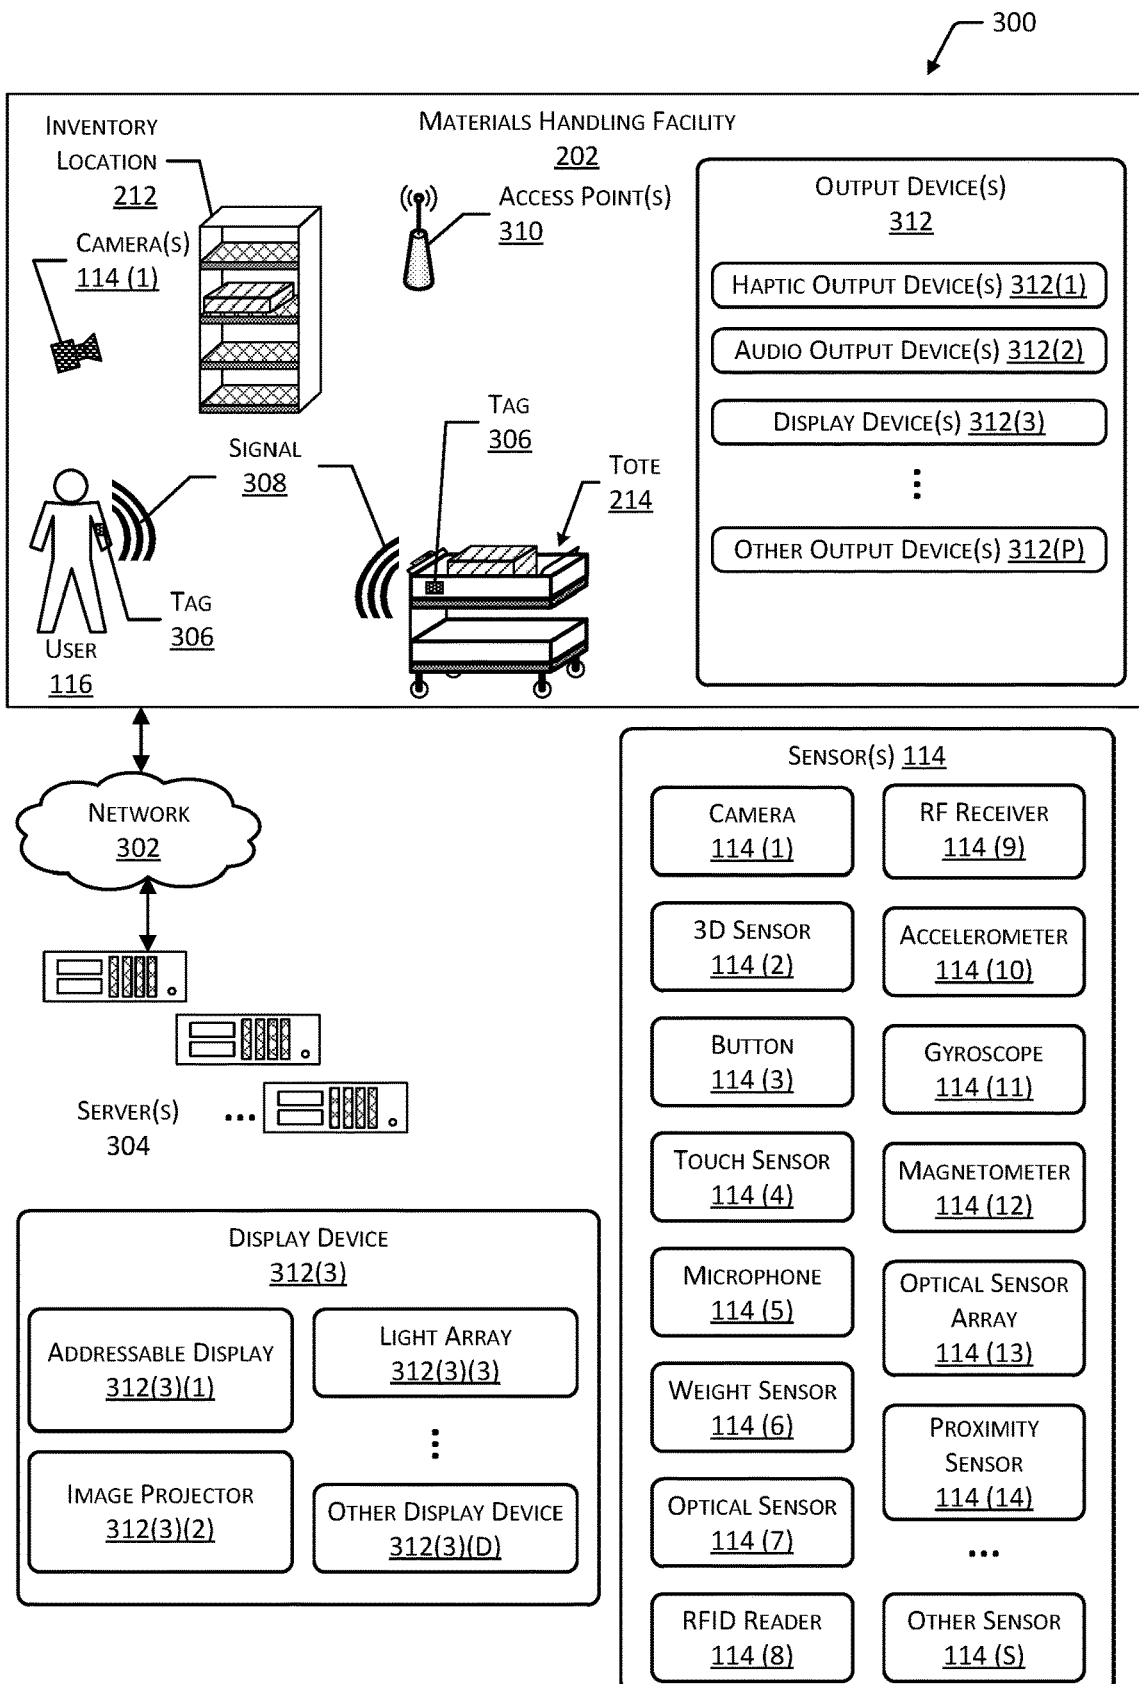 300
INVENTORY
LOCATION
212
MATERIALS HANDLING FACILITY
202
CAMERA(S)
114 (1)
ACCESS POINT(S)
310
OUTPUT DEVICE(S)
312
HAPTIC OUTPUT DEVICE(S) 312(1)
AUDIO OUTPUT DEVICE(S) 312(2)
DISPLAY DEVICE(S) 312(3)
⋮
OTHER OUTPUT DEVICE(S) 312(P)
TAG
306
SIGNAL
308
TOTE
214
TAG
306
USER
116
NETWORK
302
SERVER(S)
304
...
DISPLAY DEVICE
312(3)
ADDRESSABLE DISPLAY
312(3)(1)
IMAGE PROJECTOR
312(3)(2)
LIGHT ARRAY
312(3)(3)
⋮
OTHER DISPLAY DEVICE
312(3)(D)
SENSOR(S) 114
CAMERA
114 (1)
3D SENSOR
114 (2)
BUTTON
114 (3)
TOUCH SENSOR
114 (4)
MICROPHONE
114 (5)
WEIGHT SENSOR
114 (6)
OPTICAL SENSOR
114 (7)
RFID READER
114 (8)
RF RECEIVER
114 (9)
ACCELEROMETER
114 (10)
GYROSCOPE
114 (11)
MAGNETOMETER
114 (12)
OPTICAL SENSOR
ARRAY
114 (13)
PROXIMITY
SENSOR
114 (14)
...
OTHER SENSOR
114 (S)